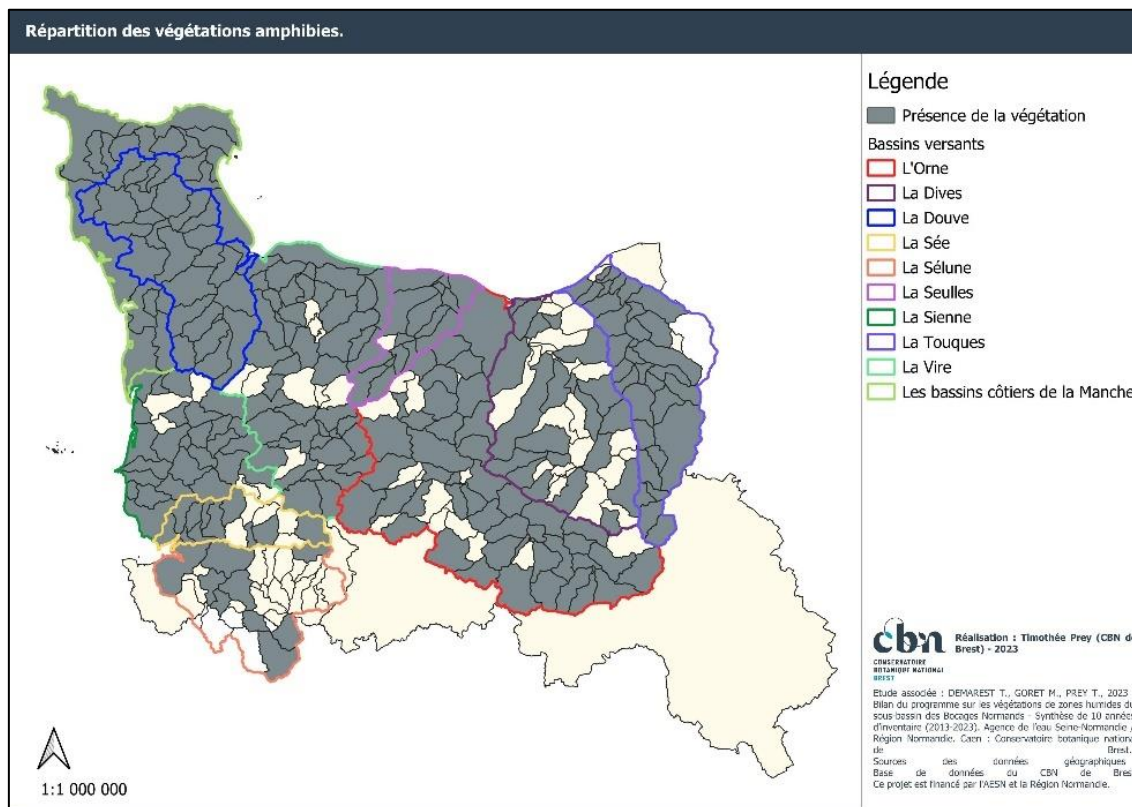 Répartition des végétations amphibies.
Légende
Présence de la végétation
Bassins versants
L'Orne
La Dives
La Douve
La Sée
La Sélune
La Seulles
La Sienne
La Touques
La Vire
Les bassins côtiers de la Manche
cbn
CONSERVATOIRE
BOTANIQUE NATIONAL
BREST
Réalisation : Timothée Prey (CBN de
Brest) - 2023
Etude associée : DEMAREST T., GORET M., PREY T., 2023
Bilan du programme sur les végétations de zones humides du
sous-bassin des Bocages Normands - Synthèse de 10 années
d'inventaire (2013-2023). Agence de l'eau Seine-Normandie /
Région Normandie. Caen : Conservatoire botanique nationa
de Brest.
Sources des données géographiques
Base de données du CBN de Bres
Ce projet est financé par l'AESN et la Région Normandie.
1:1 000 000